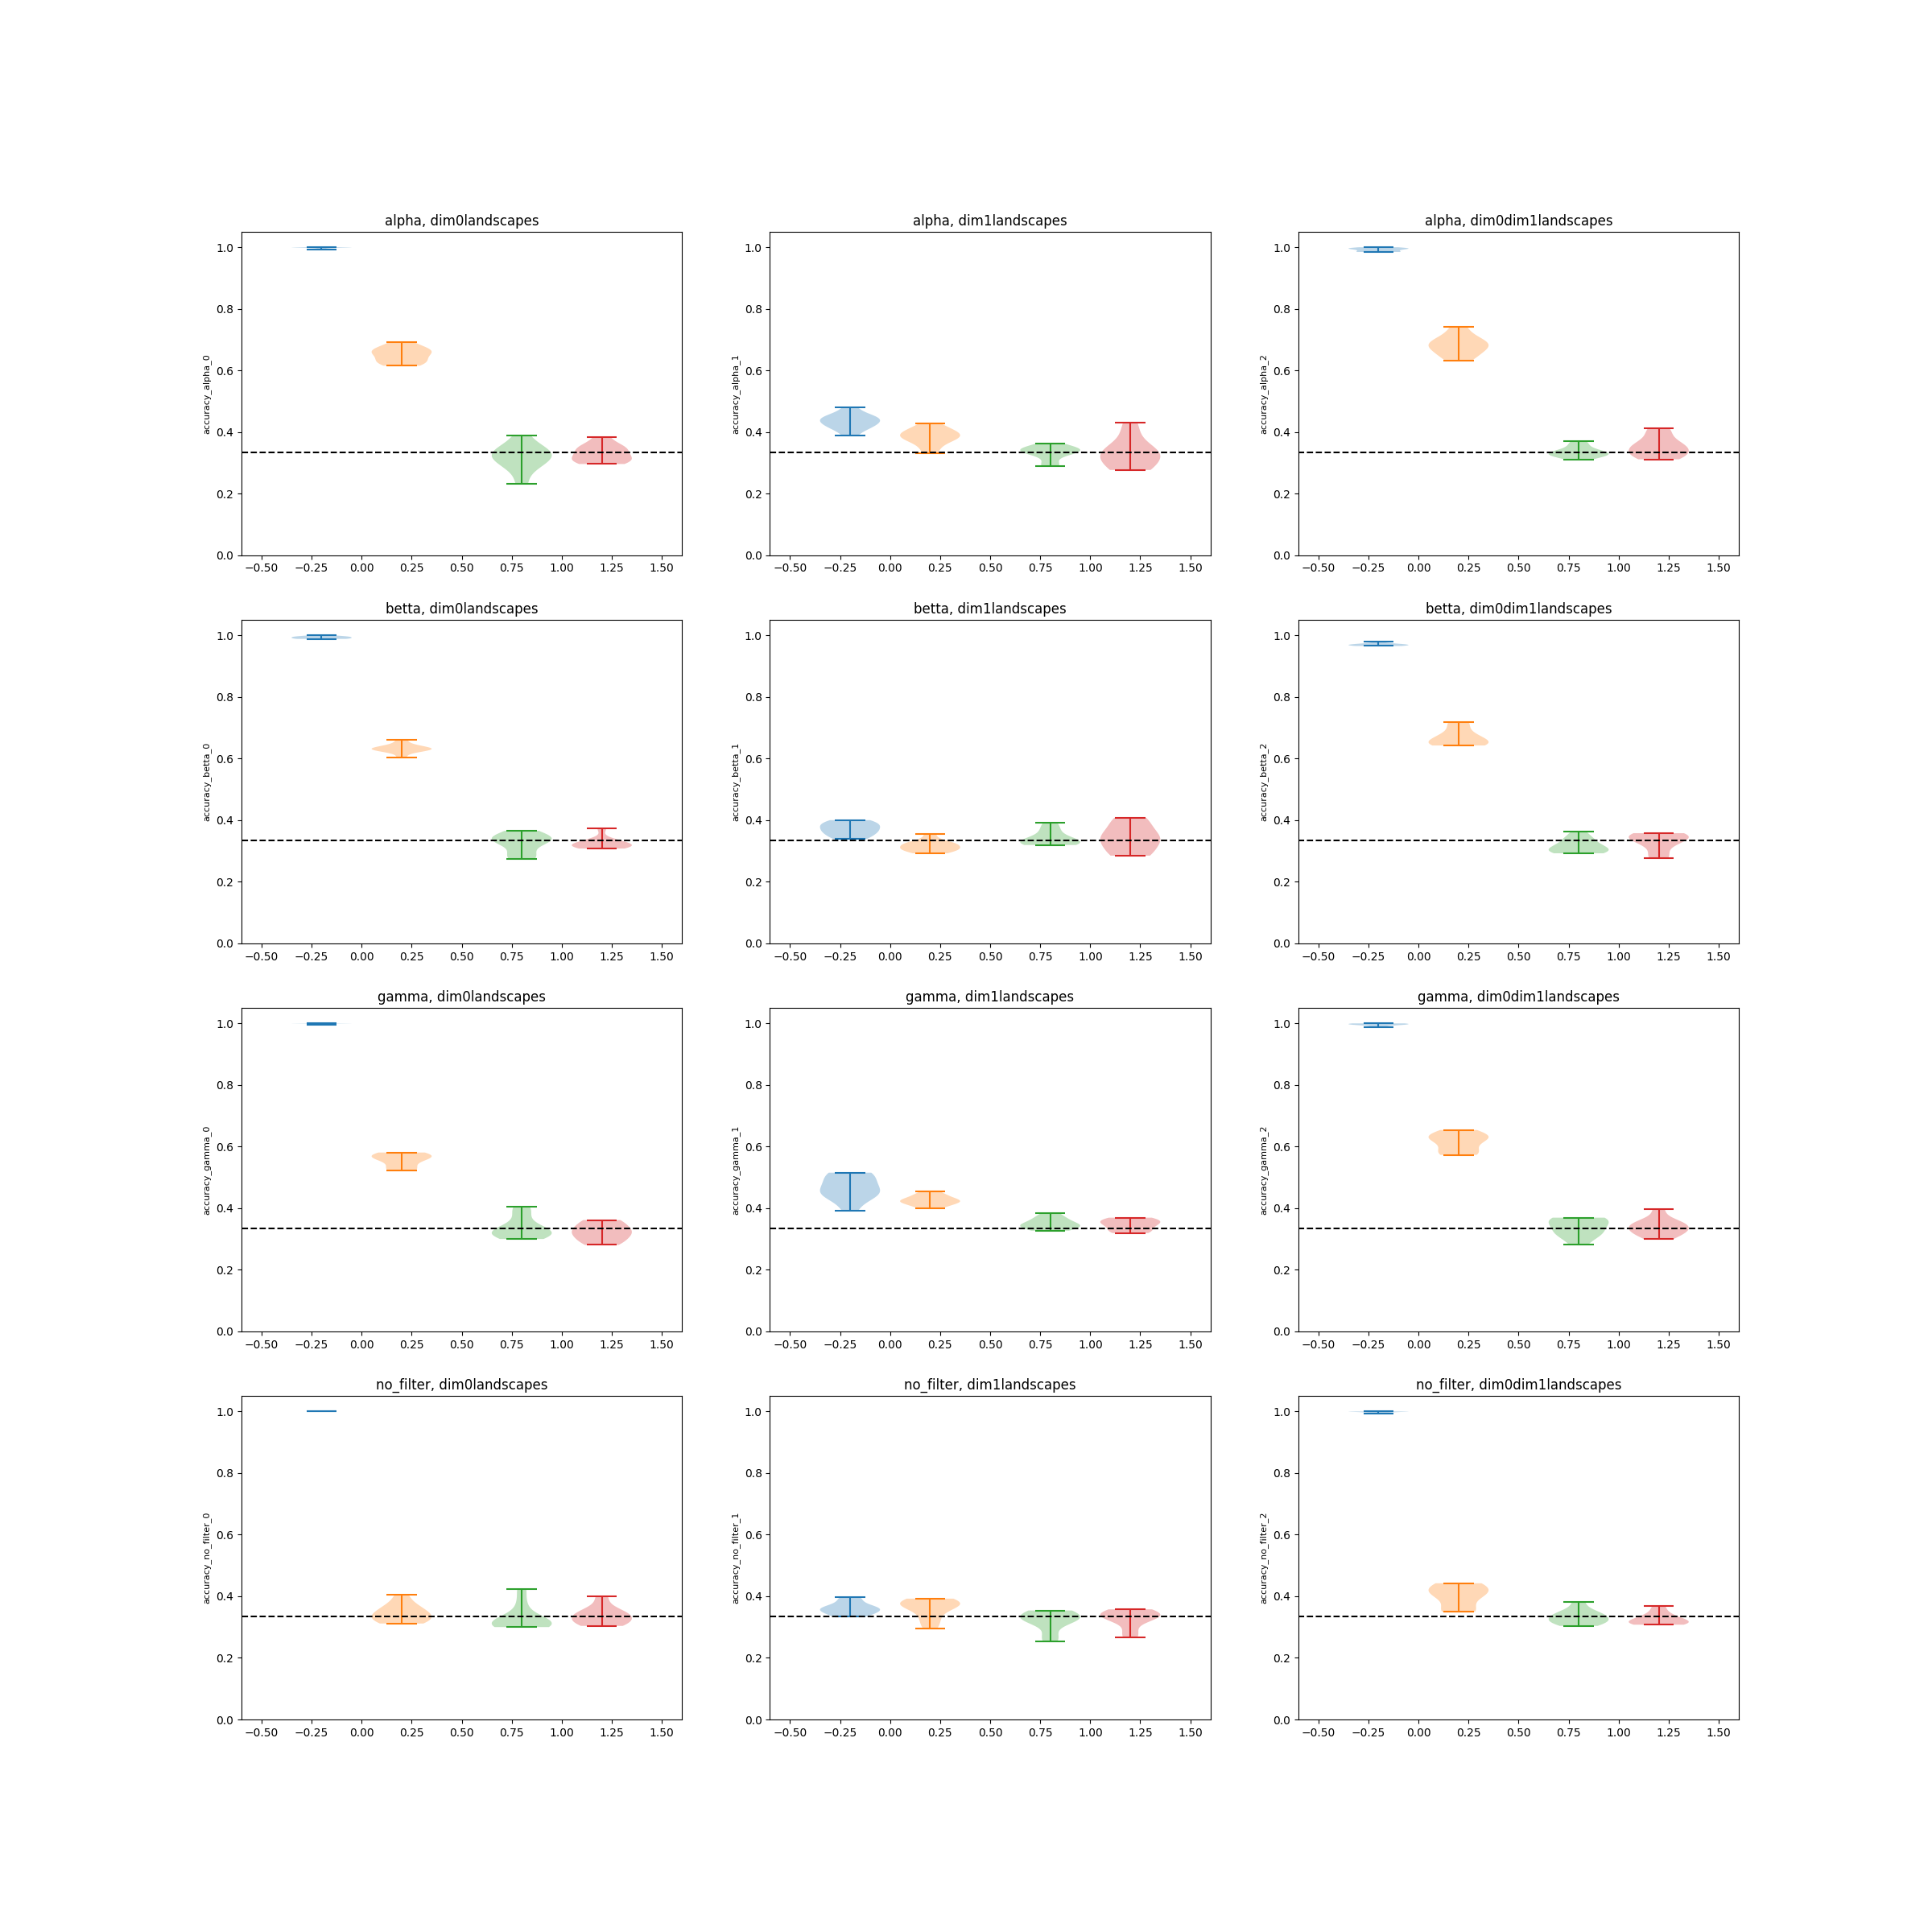 alpha, dim0landscapes
accuracy_alpha_0
1.0
0.8
0.6
0.4
0.2
0.0
−0.50 −0.25 0.00 0.25 0.50 0.75 1.00 1.25 1.50
alpha, dim1landscapes
accuracy_alpha_1
1.0
0.8
0.6
0.4
0.2
0.0
−0.50 −0.25 0.00 0.25 0.50 0.75 1.00 1.25 1.50
alpha, dim0dim1landscapes
accuracy_alpha_2
1.0
0.8
0.6
0.4
0.2
0.0
−0.50 −0.25 0.00 0.25 0.50 0.75 1.00 1.25 1.50
betta, dim0landscapes
accuracy_betta_0
1.0
0.8
0.6
0.4
0.2
0.0
−0.50 −0.25 0.00 0.25 0.50 0.75 1.00 1.25 1.50
betta, dim1landscapes
accuracy_betta_1
1.0
0.8
0.6
0.4
0.2
0.0
−0.50 −0.25 0.00 0.25 0.50 0.75 1.00 1.25 1.50
betta, dim0dim1landscapes
accuracy_betta_2
1.0
0.8
0.6
0.4
0.2
0.0
−0.50 −0.25 0.00 0.25 0.50 0.75 1.00 1.25 1.50
gamma, dim0landscapes
accuracy_gamma_0
1.0
0.8
0.6
0.4
0.2
0.0
−0.50 −0.25 0.00 0.25 0.50 0.75 1.00 1.25 1.50
gamma, dim1landscapes
accuracy_gamma_1
1.0
0.8
0.6
0.4
0.2
0.0
−0.50 −0.25 0.00 0.25 0.50 0.75 1.00 1.25 1.50
gamma, dim0dim1landscapes
accuracy_gamma_2
1.0
0.8
0.6
0.4
0.2
0.0
−0.50 −0.25 0.00 0.25 0.50 0.75 1.00 1.25 1.50
no_filter, dim0landscapes
accuracy_no_filter_0
1.0
0.8
0.6
0.4
0.2
0.0
−0.50 −0.25 0.00 0.25 0.50 0.75 1.00 1.25 1.50
no_filter, dim1landscapes
accuracy_no_filter_1
1.0
0.8
0.6
0.4
0.2
0.0
−0.50 −0.25 0.00 0.25 0.50 0.75 1.00 1.25 1.50
no_filter, dim0dim1landscapes
accuracy_no_filter_2
1.0
0.8
0.6
0.4
0.2
0.0
−0.50 −0.25 0.00 0.25 0.50 0.75 1.00 1.25 1.50